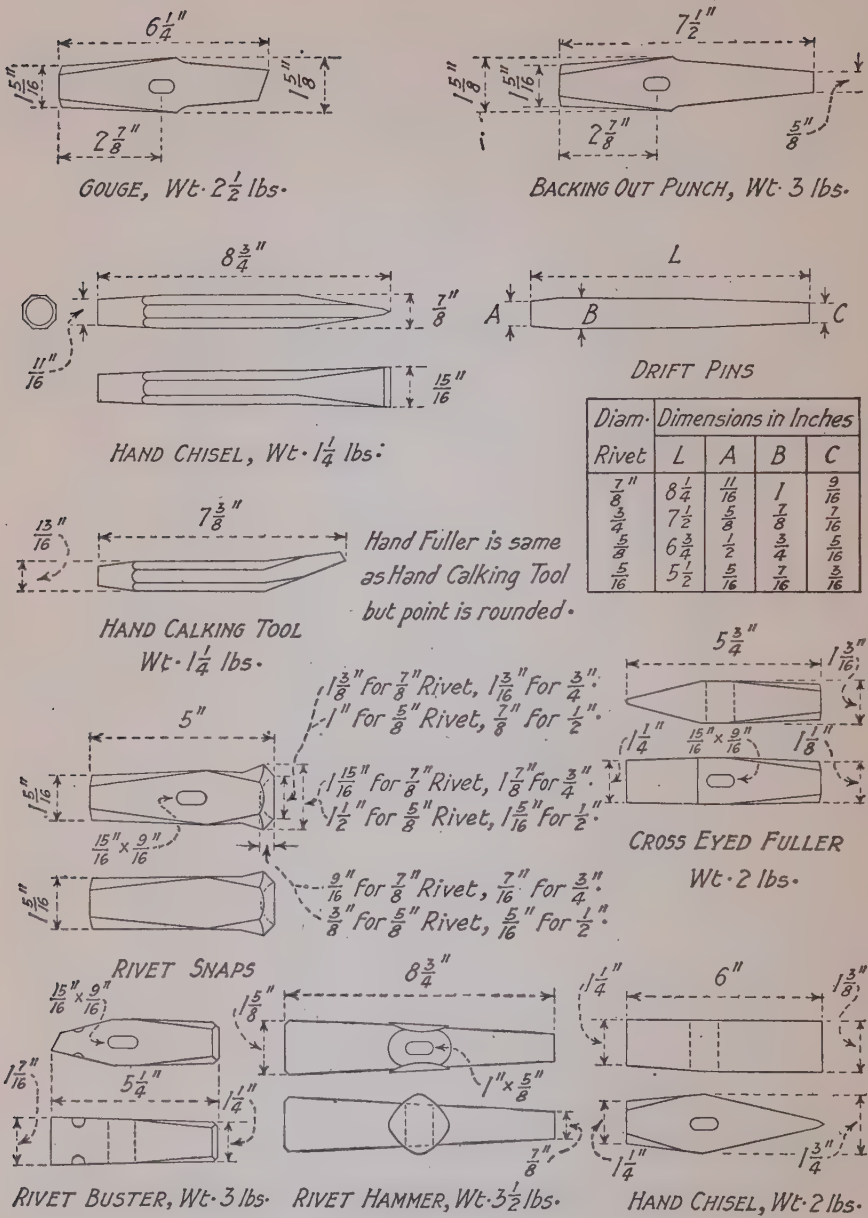 6 1/4"
1 5/16"
1 5/8"
2 7/8"
GOUGE, Wt. 2 1/2 lbs.
7 1/2"
1 5/8"
1 5/16"
5/8"
2 7/8"
BACKING OUT PUNCH, Wt. 3 lbs.
8 3/4"
7/8"
11/16"
15/16"
HAND CHISEL, Wt. 1 1/4 lbs.
L
A B C
DRIFT PINS
Diam. Dimensions in Inches
Rivet L A B C
7/8" 8 1/4 11/16 1 9/16
3/4 7 1/2 5/8 7/8 7/16
5/8 6 3/4 1/2 3/4 5/16
5/16 5 1/2 5/16 7/16 3/16
13/16"
7 3/8"
Hand Fuller is same
as Hand Calking Tool
but point is rounded.
HAND CALKING TOOL
Wt. 1 1/4 lbs.
5"
1 5/16"
15/16" x 9/16"
1 3/8" for 7/8" Rivet, 1 3/16" for 3/4".
1" for 5/8" Rivet, 7/8" for 1/2".
1 15/16" for 7/8" Rivet, 1 7/8" for 3/4".
1 1/2" for 5/8" Rivet, 1 5/16" for 1/2".
1 5/16"
9/16" for 7/8" Rivet, 7/16" for 3/4".
3/8" for 5/8" Rivet, 5/16" for 1/2".
RIVET SNAPS
5 3/4"
1 3/16"
1 1/4"
15/16" x 9/16"
1 1/8"
CROSS EYED FULLER
Wt. 2 lbs.
15/16" x 9/16"
1 7/16"
5 1/4"
1 1/4"
RIVET BUSTER, Wt. 3 lbs.
8 3/4"
1 5/8"
1" x 5/8"
7/8"
RIVET HAMMER, Wt. 3 1/2 lbs.
6"
1 1/4"
1 3/8"
1 1/4"
1 3/4"
HAND CHISEL, Wt. 2 lbs.